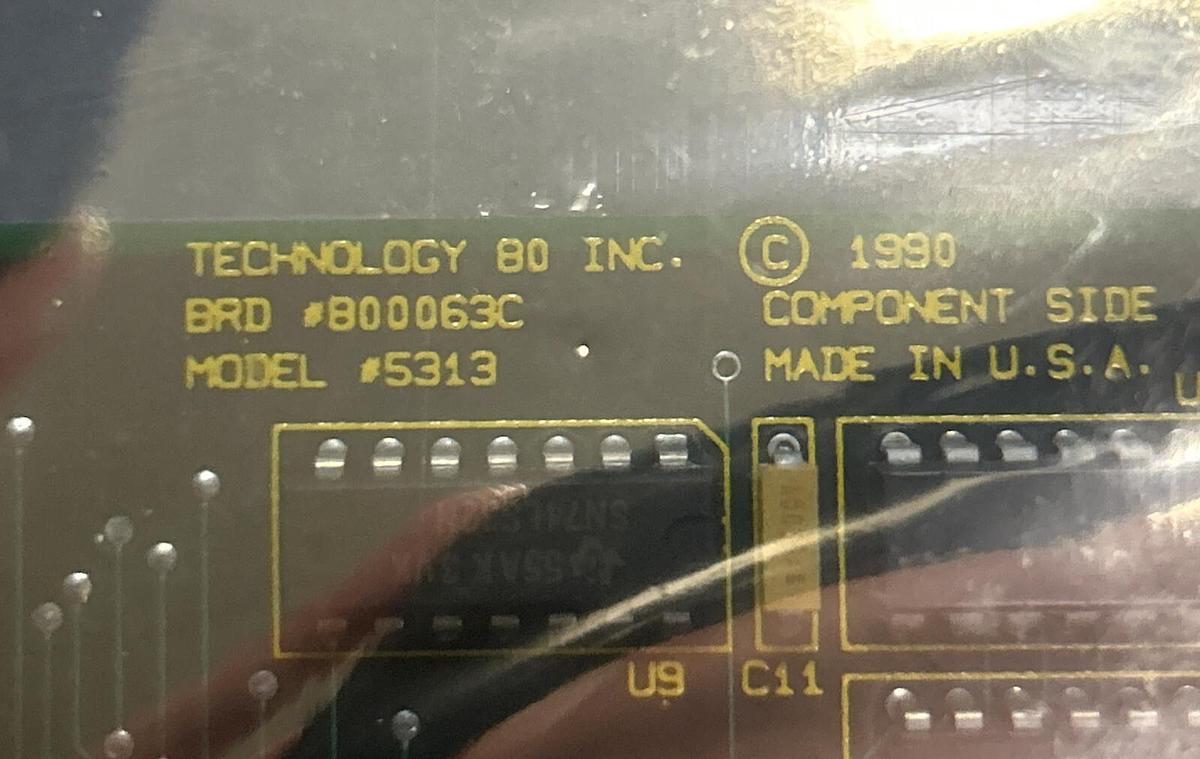 TECHNOLOGY 80 INC. © 1990
BRD #800063C
COMPONENT SIDE
MODEL #5313
MADE IN U.S.A.
U
U9
C11